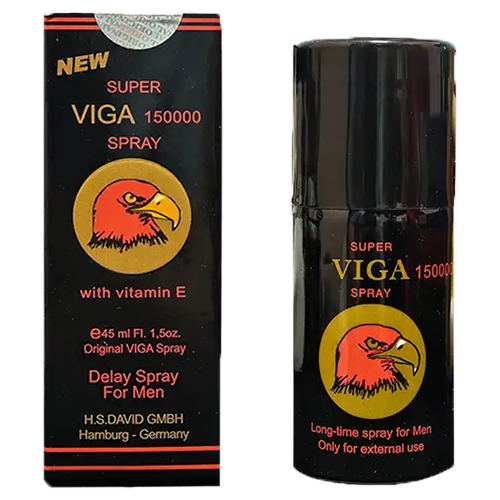 NEW
SUPER
VIGA 150000
SPRAY
with vitamin E
℮45 ml Fl. 1,5oz.
Original VIGA Spray
Delay Spray
For Men
H.S.DAVID GMBH
Hamburg - Germany
SUPER
VIGA 150000
SPRAY
Long-time spray for Men
Only for external use